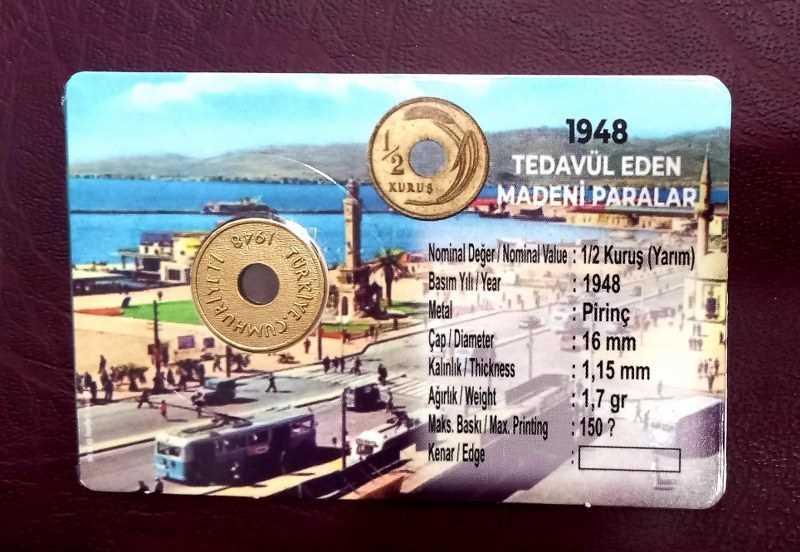 1948
TEDAVÜL EDEN
MADENİ PARALAR
1/2
KURUŞ
TÜRKİYE CUMHURİYETİ 1948
Nominal Değer / Nominal Value : 1/2 Kuruş (Yarım)
Basım Yılı / Year : 1948
Metal : Pirinç
Çap / Diameter : 16 mm
Kalınlık / Thickness : 1,15 mm
Ağırlık / Weight : 1,7 gr
Maks. Baskı / Max. Printing : 150 ?
Kenar / Edge :